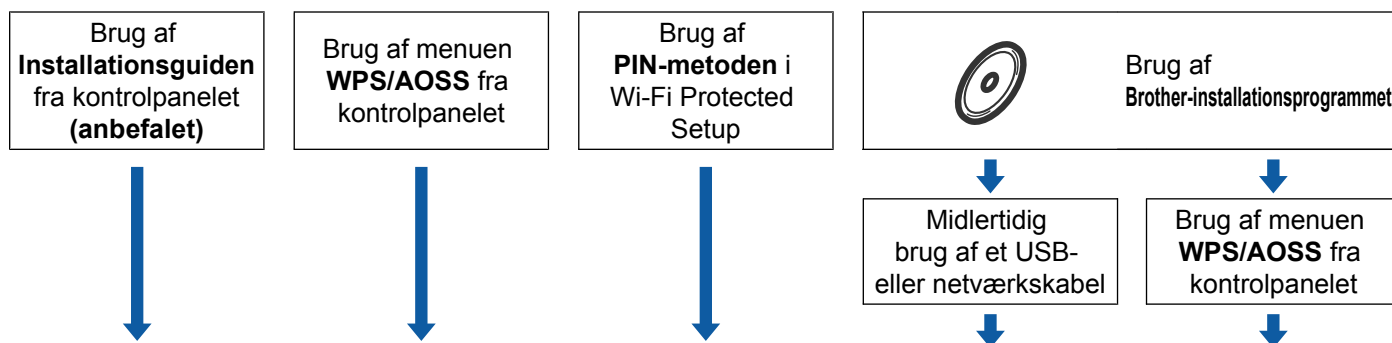 Brug af
Installationsguiden
fra kontrolpanelet
(anbefalet)
Brug af menuen
WPS/AOSS fra
kontrolpanelet
Brug af
PIN-metoden i
Wi-Fi Protected
Setup
Brug af
Brother-installationsprogrammet
Midlertidig
brug af et USB-
eller netværkskabel
Brug af menuen
WPS/AOSS fra
kontrolpanelet